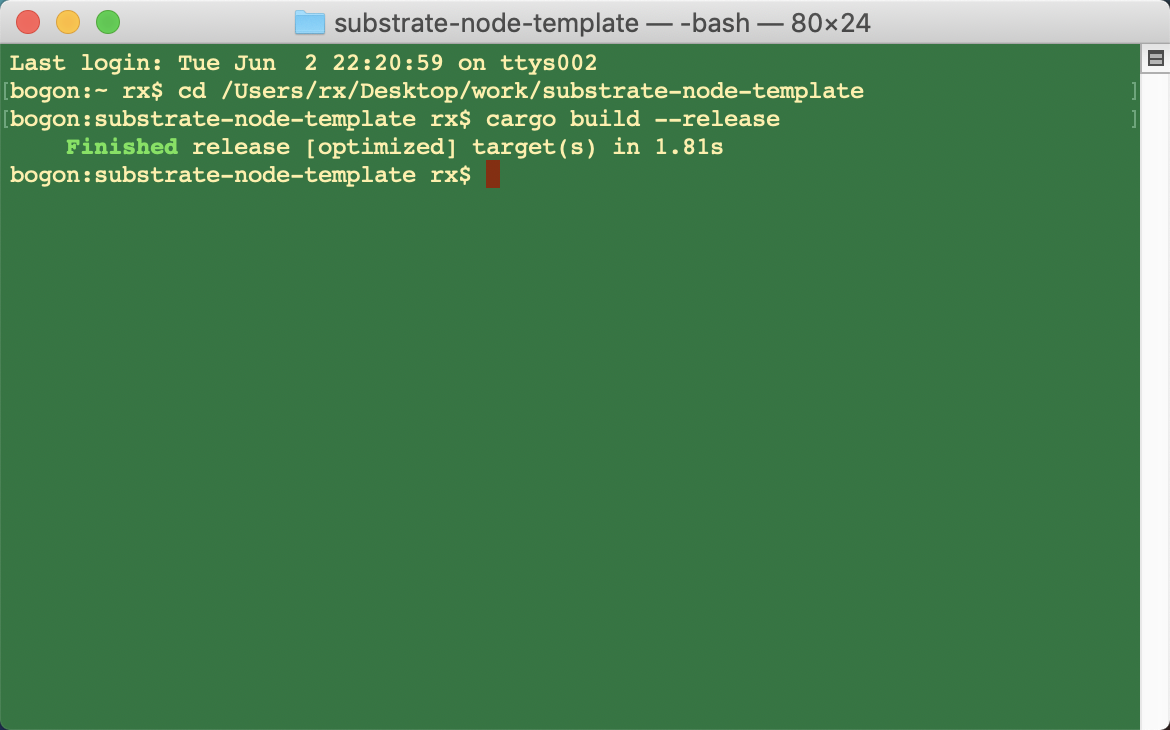 substrate-node-template — -bash — 80×24
Last login: Tue Jun  2 22:20:59 on ttys002
[bogon:~ rx$ cd /Users/rx/Desktop/work/substrate-node-template ]
[bogon:substrate-node-template rx$ cargo build --release ]
    Finished release [optimized] target(s) in 1.81s
bogon:substrate-node-template rx$